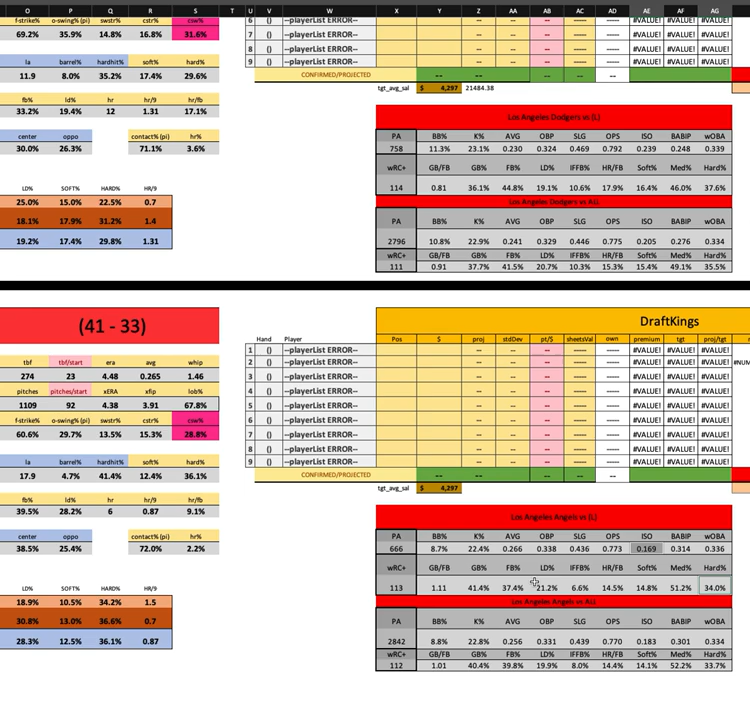 O P Q R S T U V W X Y Z AA AB AC AD AE AF AG
f-strike% o-swing% (pi) swstr% cstr% csw% 6 () --playerList ERROR-- -- -- -- ----- ----- #VALUE! #VALUE! #VALUE!
69.2% 35.9% 14.8% 16.8% 31.6% 7 () --playerList ERROR-- -- -- -- ----- ----- #VALUE! #VALUE! #VALUE!
8 () --playerList ERROR-- -- -- -- ----- ----- #VALUE! #VALUE! #VALUE!
la barrel% hardhit% soft% hard% 9 () --playerList ERROR-- -- -- -- ----- ----- #VALUE! #VALUE! #VALUE!
11.9 8.0% 35.2% 17.4% 29.6% CONFIRMED/PROJECTED -- -- -- -- --
tgt_avg_sal $ 4,297 21484.38
fb% ld% hr hr/9 hr/fb
33.2% 19.4% 12 1.31 17.1% Los Angeles Dodgers vs (L)
center oppo contact% (pi) hr% PA BB% K% AVG OBP SLG OPS ISO BABIP wOBA
30.0% 26.3% 71.1% 3.6% 758 11.3% 23.1% 0.230 0.324 0.469 0.792 0.239 0.248 0.339
wRC+ GB/FB GB% FB% LD% IFFB% HR/FB Soft% Med% Hard%
LD% SOFT% HARD% HR/9 114 0.81 36.1% 44.8% 19.1% 10.6% 17.9% 16.4% 46.0% 37.6%
25.0% 15.0% 22.5% 0.7 Los Angeles Dodgers vs ALL
18.1% 17.9% 31.2% 1.4 PA BB% K% AVG OBP SLG OPS ISO BABIP wOBA
19.2% 17.4% 29.8% 1.31 2796 10.8% 22.9% 0.241 0.329 0.446 0.775 0.205 0.276 0.334
wRC+ GB/FB GB% FB% LD% IFFB% HR/FB Soft% Med% Hard%
111 0.91 37.7% 41.5% 20.7% 10.3% 15.3% 15.4% 49.1% 35.5%
(41 - 33) DraftKings
Hand Player Pos $ proj stdDev pt/$ sheetsVal own premium tgt proj/tgt
1 () --playerList ERROR-- -- -- -- ----- ----- #VALUE! #VALUE! #VALUE!
tbf tbf/start era avg whip 2 () --playerList ERROR-- -- -- -- ----- ----- #VALUE! #VALUE! #VALUE! #NUM
274 23 4.48 0.265 1.46 3 () --playerList ERROR-- -- -- -- ----- ----- #VALUE! #VALUE! #VALUE!
pitches pitches/start xERA xfip lob% 4 () --playerList ERROR-- -- -- -- ----- ----- #VALUE! #VALUE! #VALUE!
1109 92 4.38 3.91 67.8% 5 () --playerList ERROR-- -- -- -- ----- ----- #VALUE! #VALUE! #VALUE!
f-strike% o-swing% (pi) swstr% cstr% csw% 6 () --playerList ERROR-- -- -- -- ----- ----- #VALUE! #VALUE! #VALUE!
60.6% 29.7% 13.5% 15.3% 28.8% 7 () --playerList ERROR-- -- -- -- ----- ----- #VALUE! #VALUE! #VALUE!
8 () --playerList ERROR-- -- -- -- ----- ----- #VALUE! #VALUE! #VALUE!
la barrel% hardhit% soft% hard% 9 () --playerList ERROR-- -- -- -- ----- ----- #VALUE! #VALUE! #VALUE!
17.9 4.7% 41.4% 12.4% 36.1% CONFIRMED/PROJECTED -- -- -- -- --
tgt_avg_sal $ 4,297
fb% ld% hr hr/9 hr/fb
39.5% 28.2% 6 0.87 9.1% Los Angeles Angels vs (L)
center oppo contact% (pi) hr% PA BB% K% AVG OBP SLG OPS ISO BABIP wOBA
38.5% 25.4% 72.0% 2.2% 666 8.7% 22.4% 0.266 0.338 0.436 0.773 0.169 0.314 0.336
wRC+ GB/FB GB% FB% LD% IFFB% HR/FB Soft% Med% Hard%
LD% SOFT% HARD% HR/9 113 1.11 41.4% 37.4% 21.2% 6.6% 14.5% 14.8% 51.2% 34.0%
18.9% 10.5% 34.2% 1.5 Los Angeles Angels vs ALL
30.8% 13.0% 36.6% 0.7 PA BB% K% AVG OBP SLG OPS ISO BABIP wOBA
28.3% 12.5% 36.1% 0.87 2842 8.8% 22.8% 0.256 0.331 0.439 0.770 0.183 0.301 0.334
wRC+ GB/FB GB% FB% LD% IFFB% HR/FB Soft% Med% Hard%
112 1.01 40.4% 39.8% 19.9% 8.0% 14.4% 14.1% 52.2% 33.7%